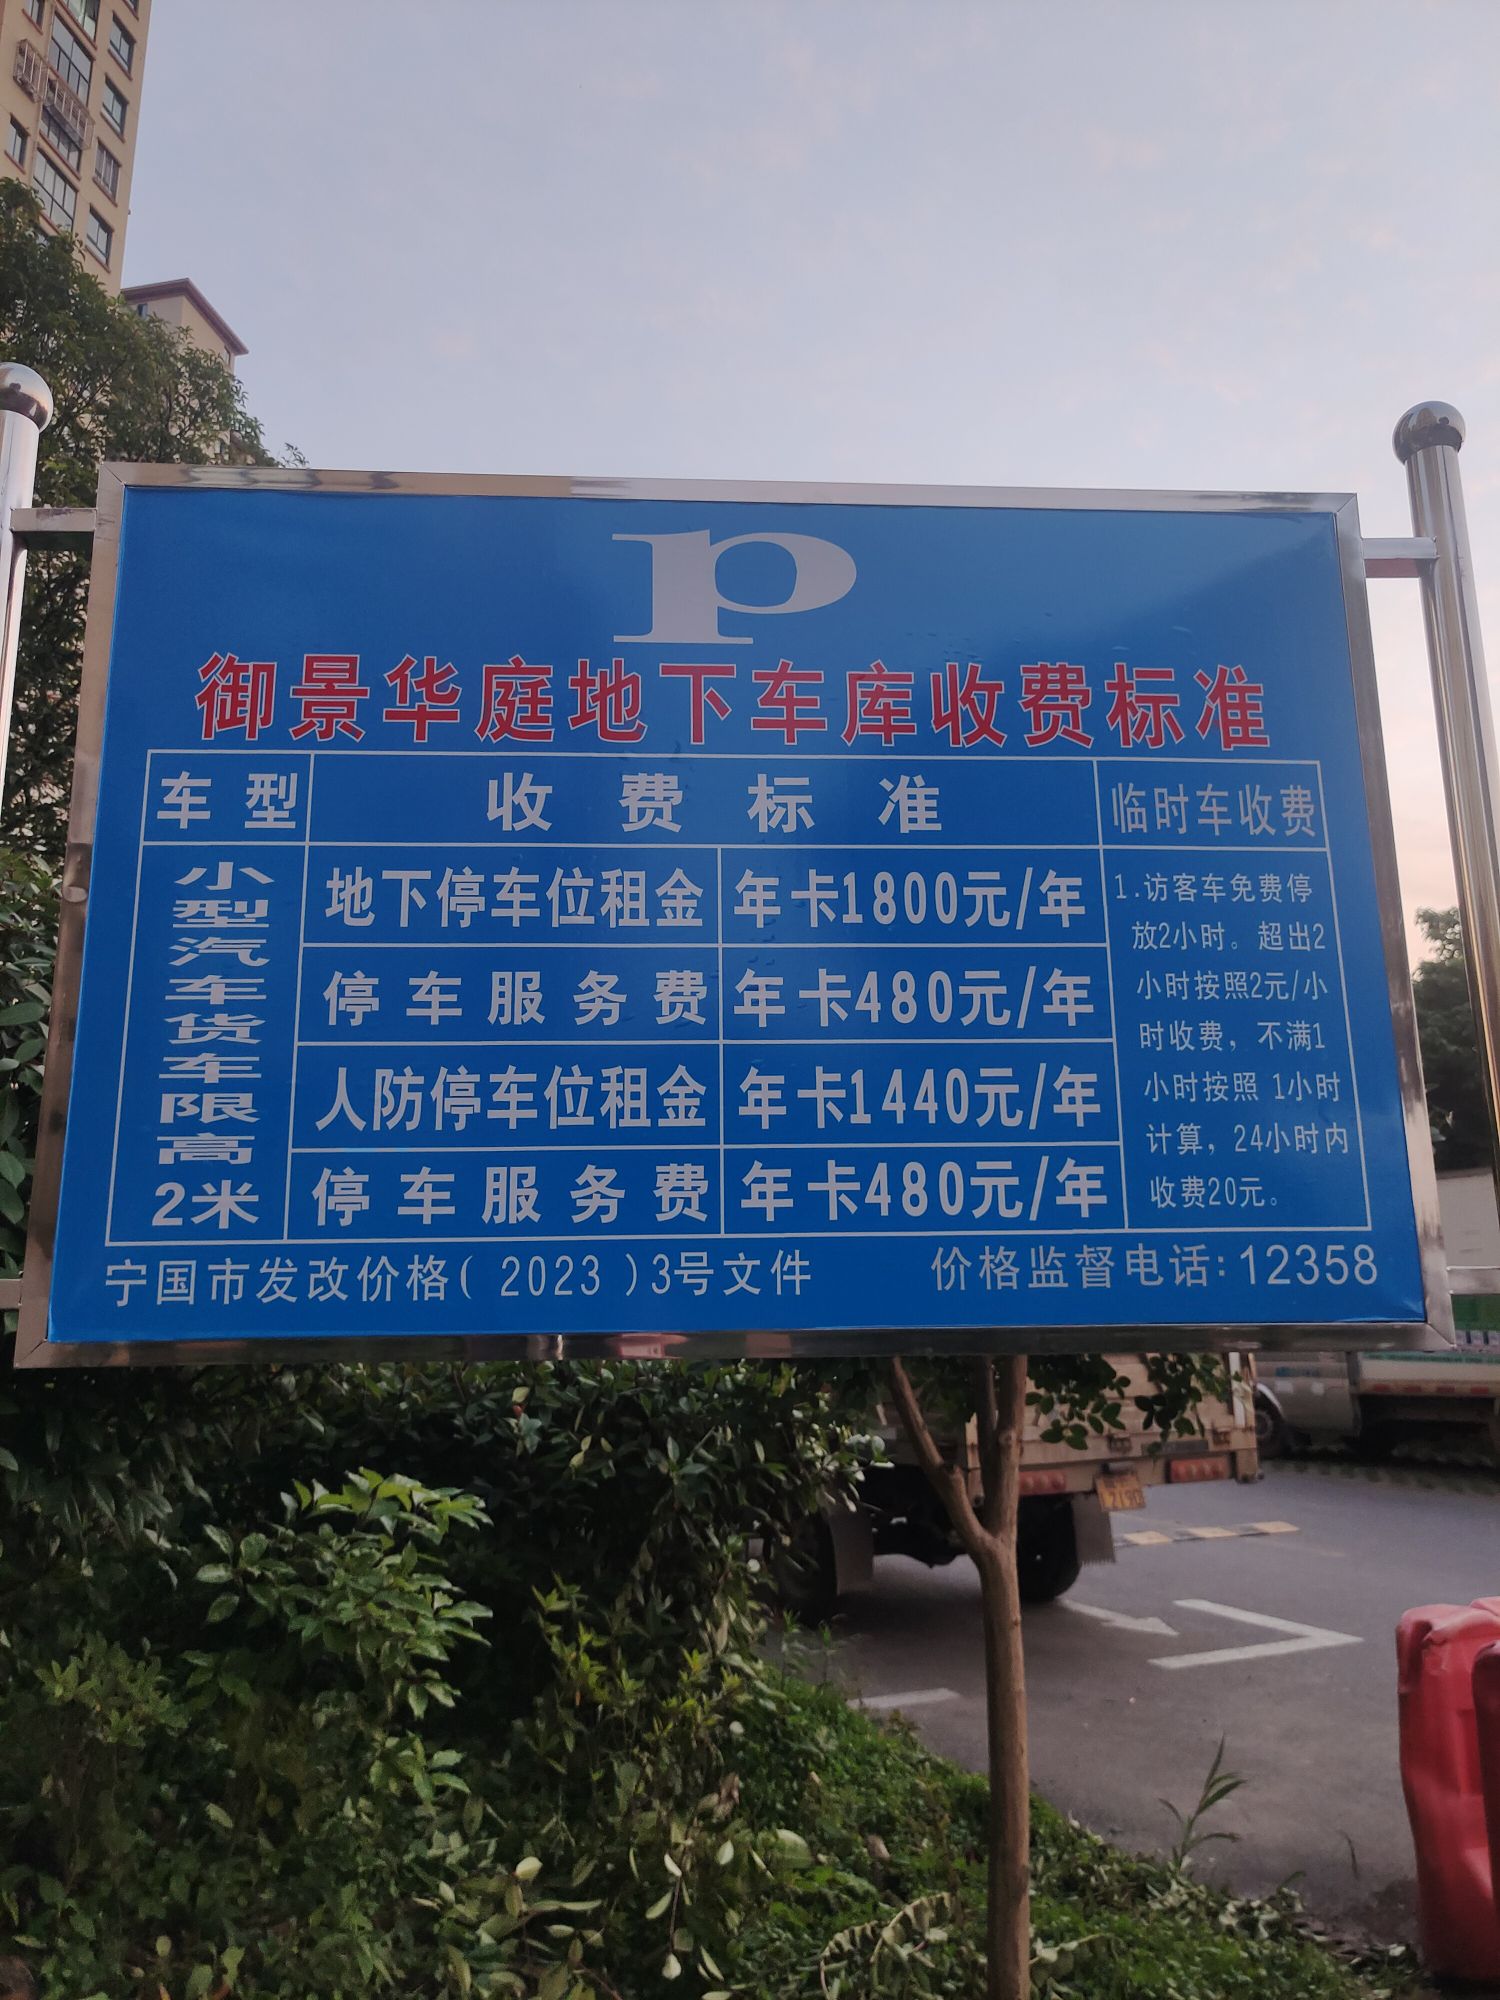 P
御景华庭地下车库收费标准
车型 收费标准 临时车收费
小型汽车货车限高2米
地下停车位租金 年卡1800元/年
停车服务费 年卡480元/年
人防停车位租金 年卡1440元/年
停车服务费 年卡480元/年
1.访客车免费停
放2小时。超出2
小时按照2元/小
时收费，不满1
小时按照 1小时
计算，24小时内
收费20元。
宁国市发改价格( 2023 )3号文件 价格监督电话:12358